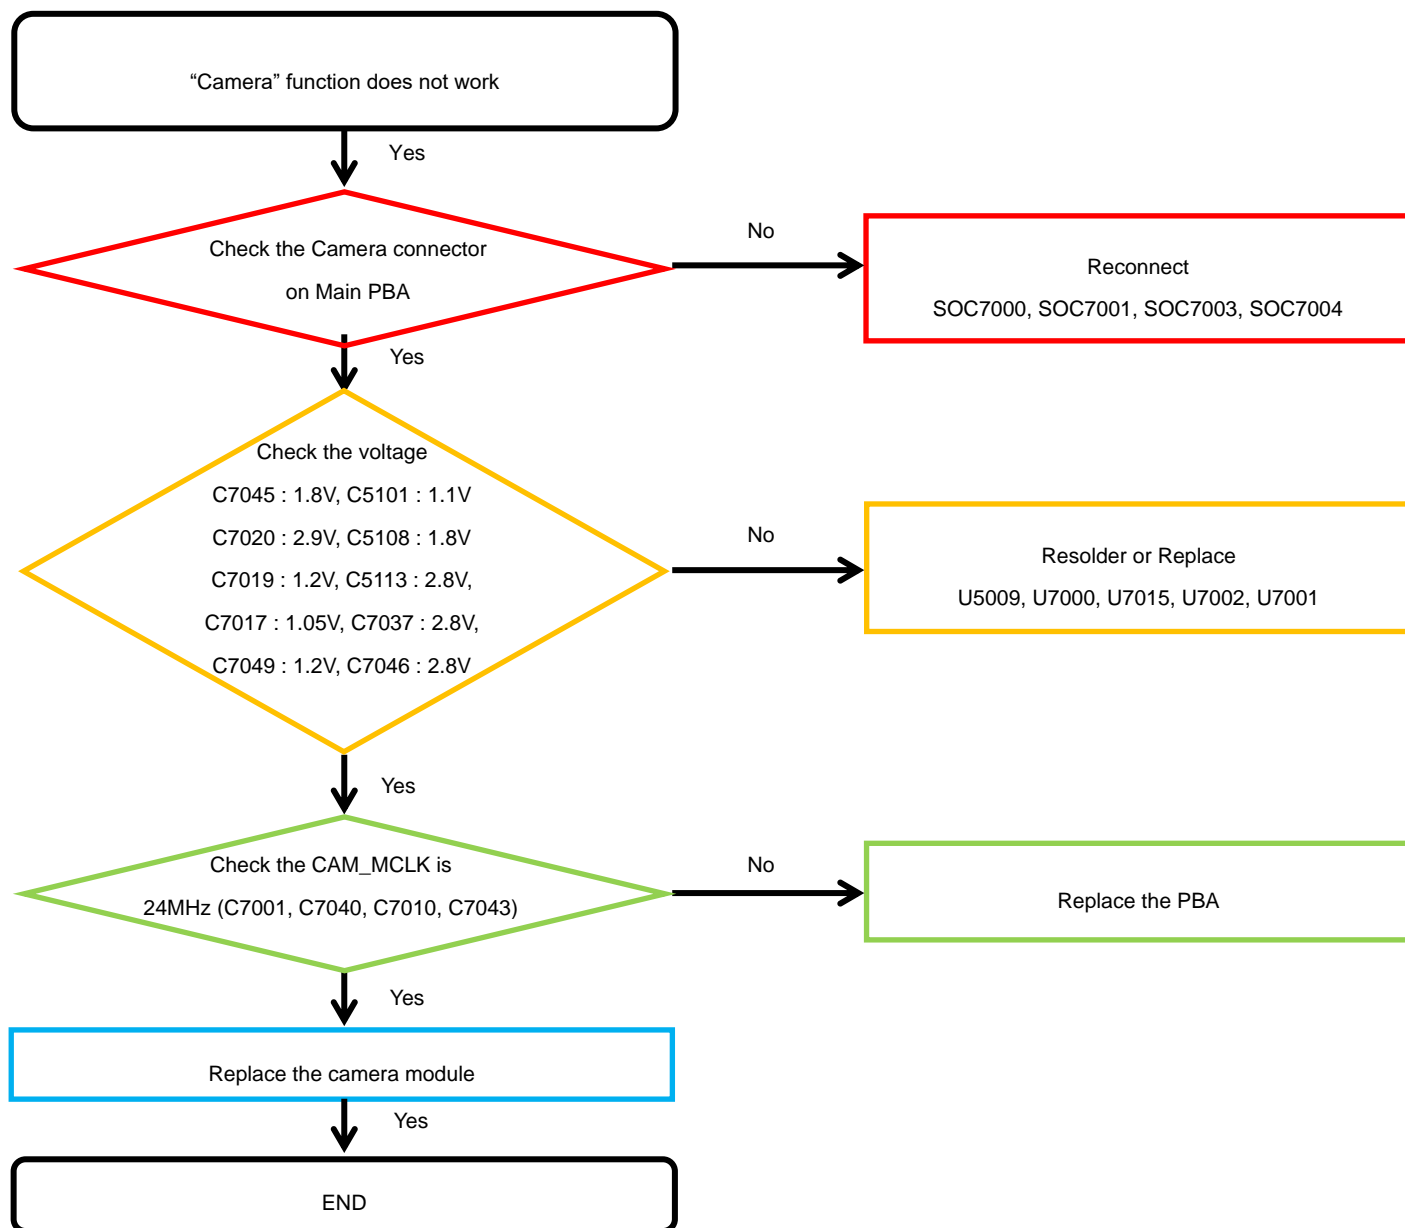 “Camera” function does not work
Yes
Check the Camera connector
on Main PBA
No
Reconnect
SOC7000, SOC7001, SOC7003, SOC7004
Yes
Check the voltage
C7045 : 1.8V, C5101 : 1.1V
C7020 : 2.9V, C5108 : 1.8V
C7019 : 1.2V, C5113 : 2.8V,
C7017 : 1.05V, C7037 : 2.8V,
C7049 : 1.2V, C7046 : 2.8V
No
Resolder or Replace
U5009, U7000, U7015, U7002, U7001
Yes
Check the CAM_MCLK is
24MHz (C7001, C7040, C7010, C7043)
No
Replace the PBA
Yes
Replace the camera module
Yes
END